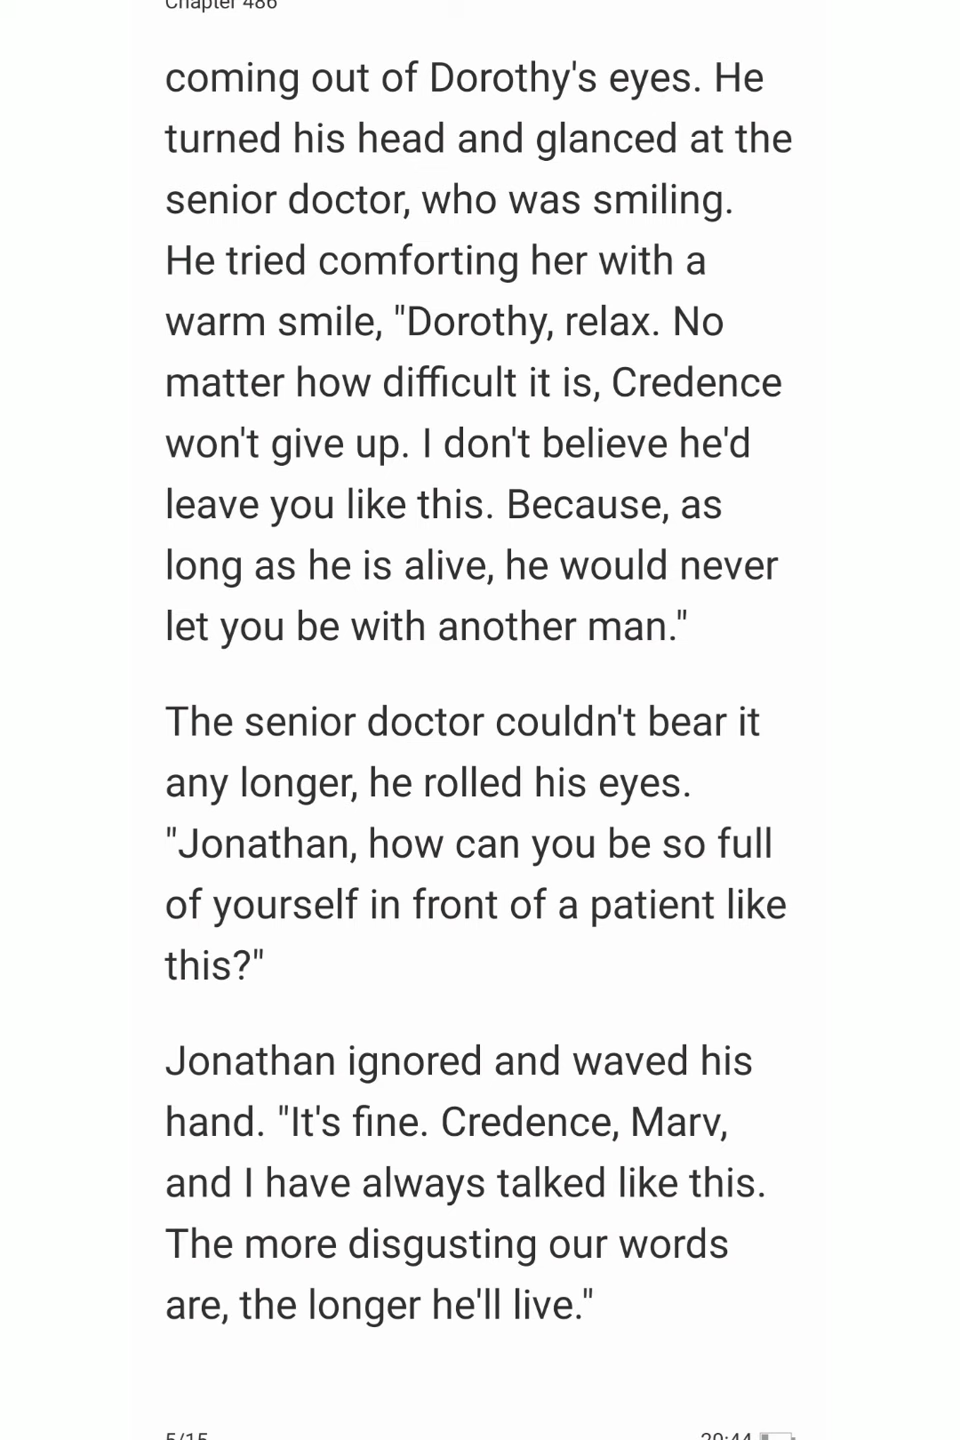 Chapter 486
coming out of Dorothy's eyes. He
turned his head and glanced at the
senior doctor, who was smiling.
He tried comforting her with a
warm smile, "Dorothy, relax. No
matter how difficult it is, Credence
won't give up. I don't believe he'd
leave you like this. Because, as
long as he is alive, he would never
let you be with another man."
The senior doctor couldn't bear it
any longer, he rolled his eyes.
"Jonathan, how can you be so full
of yourself in front of a patient like
this?"
Jonathan ignored and waved his
hand. "It's fine. Credence, Marv,
and I have always talked like this.
The more disgusting our words
are, the longer he'll live."
5/15
20:44